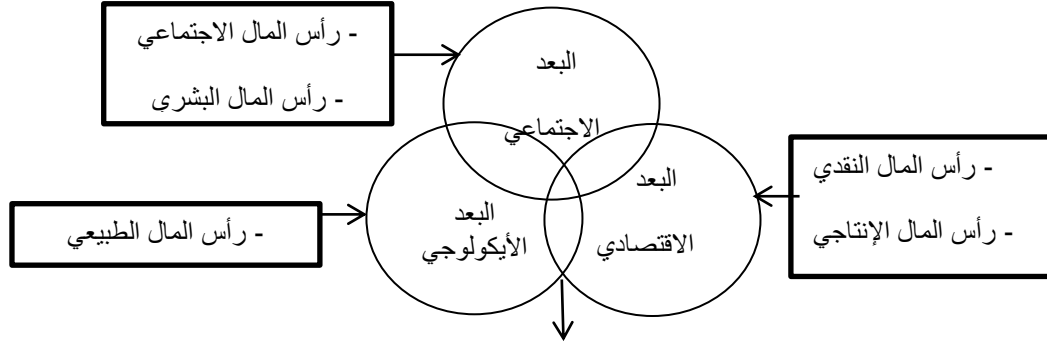 - رأس المال الاجتماعي
- رأس المال البشري
البعد
الاجتماعي
- رأس المال النقدي
- رأس المال الإنتاجي
البعد
الاقتصادي
البعد
الأيكولوجي
- رأس المال الطبيعي